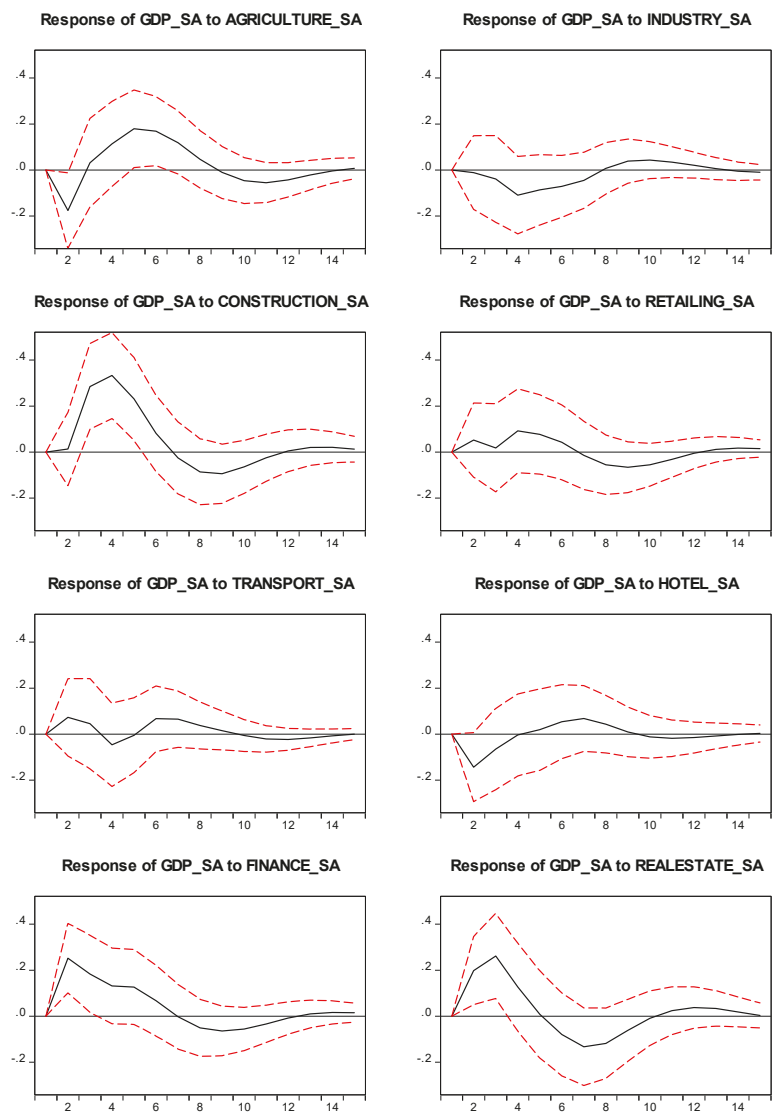 Response of GDP_SA to AGRICULTURE_SA
.4
.2
.0
-.2
2 4 6 8 10 12 14
Response of GDP_SA to INDUSTRY_SA
.4
.2
.0
-.2
2 4 6 8 10 12 14
Response of GDP_SA to CONSTRUCTION_SA
.4
.2
.0
-.2
2 4 6 8 10 12 14
Response of GDP_SA to RETAILING_SA
.4
.2
.0
-.2
2 4 6 8 10 12 14
Response of GDP_SA to TRANSPORT_SA
.4
.2
.0
-.2
2 4 6 8 10 12 14
Response of GDP_SA to HOTEL_SA
.4
.2
.0
-.2
2 4 6 8 10 12 14
Response of GDP_SA to FINANCE_SA
.4
.2
.0
-.2
2 4 6 8 10 12 14
Response of GDP_SA to REALESTATE_SA
.4
.2
.0
-.2
2 4 6 8 10 12 14